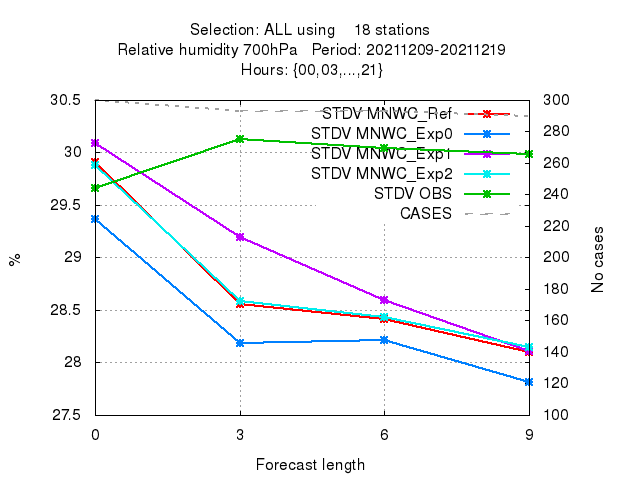 Selection: ALL using    18 stations
Relative humidity 700hPa   Period: 20211209-20211219
Hours: {00,03,...,21}
30.5
30
29.5
29
28.5
28
27.5
%
300
280
260
240
220
200
180
160
140
120
100
No cases
STDV MNWC_Ref
STDV MNWC_Exp0
STDV MNWC_Exp1
STDV MNWC_Exp2
STDV OBS
CASES
0 3 6 9
Forecast length